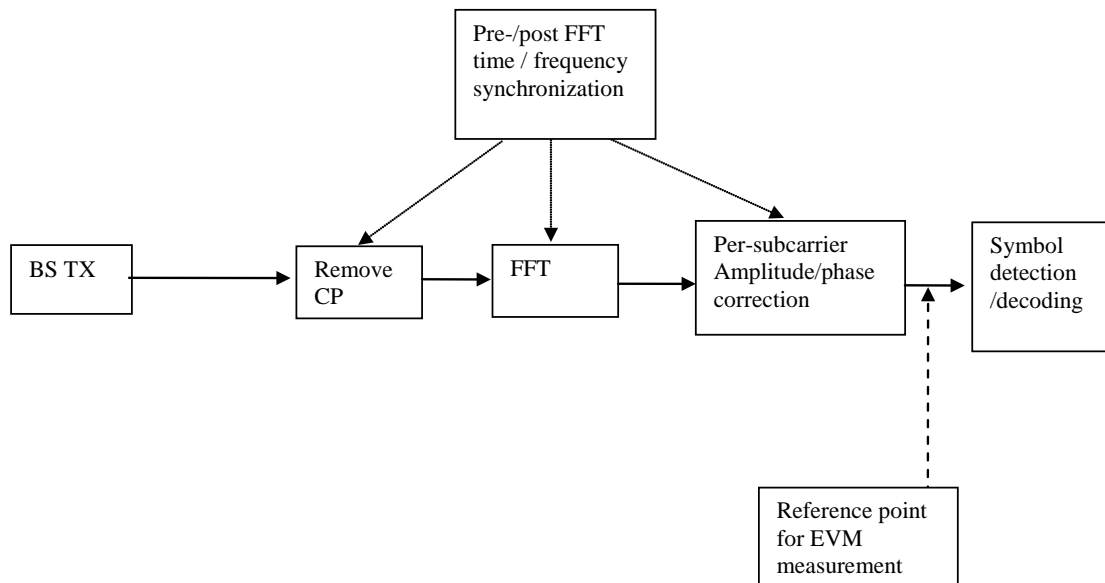 Pre-/post FFT
time / frequency
synchronization
BS TX
Remove
CP
FFT
Per-subcarrier
Amplitude/phase
correction
Symbol
detection
/decoding
Reference point
for EVM
measurement